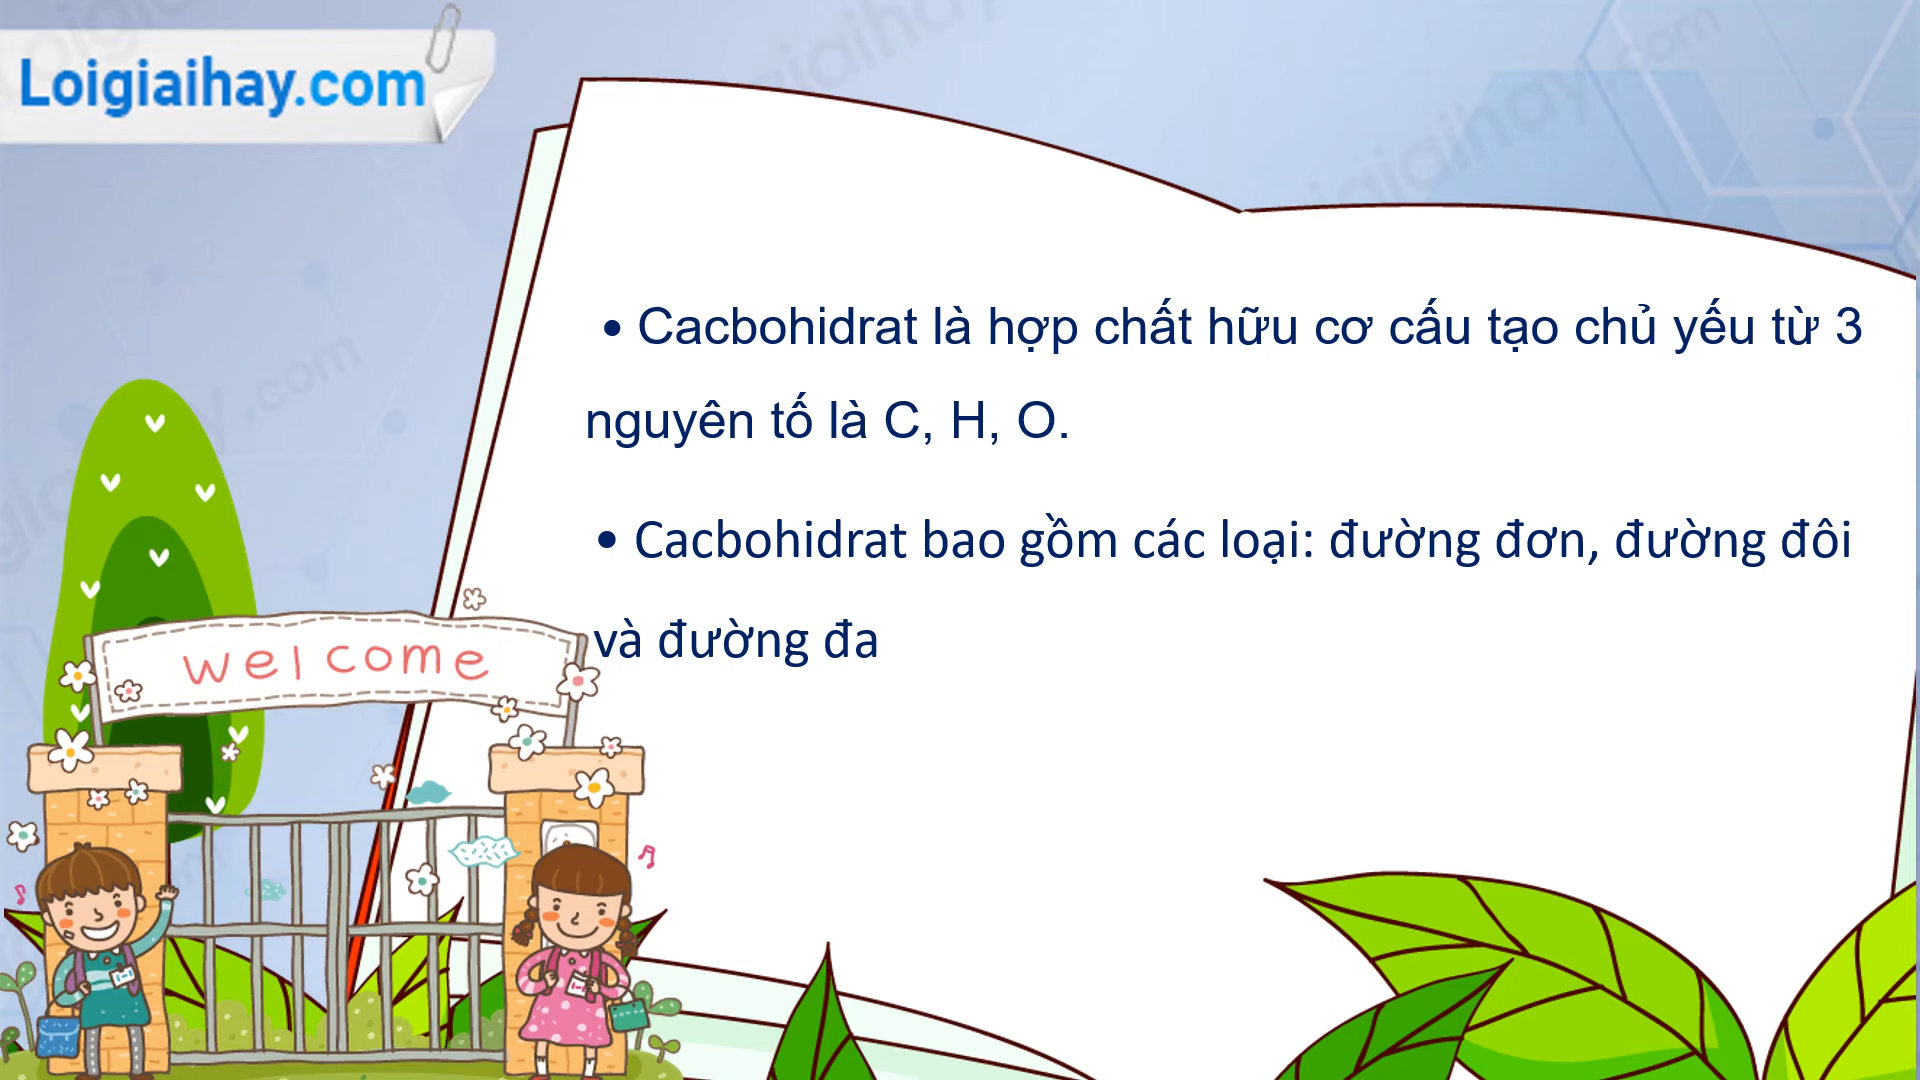 Loigiaihay.com
• Cacbohidrat là hợp chất hữu cơ cấu tạo chủ yếu từ 3
nguyên tố là C, H, O.
• Cacbohidrat bao gồm các loại: đường đơn, đường đôi
và đường đa
welcome